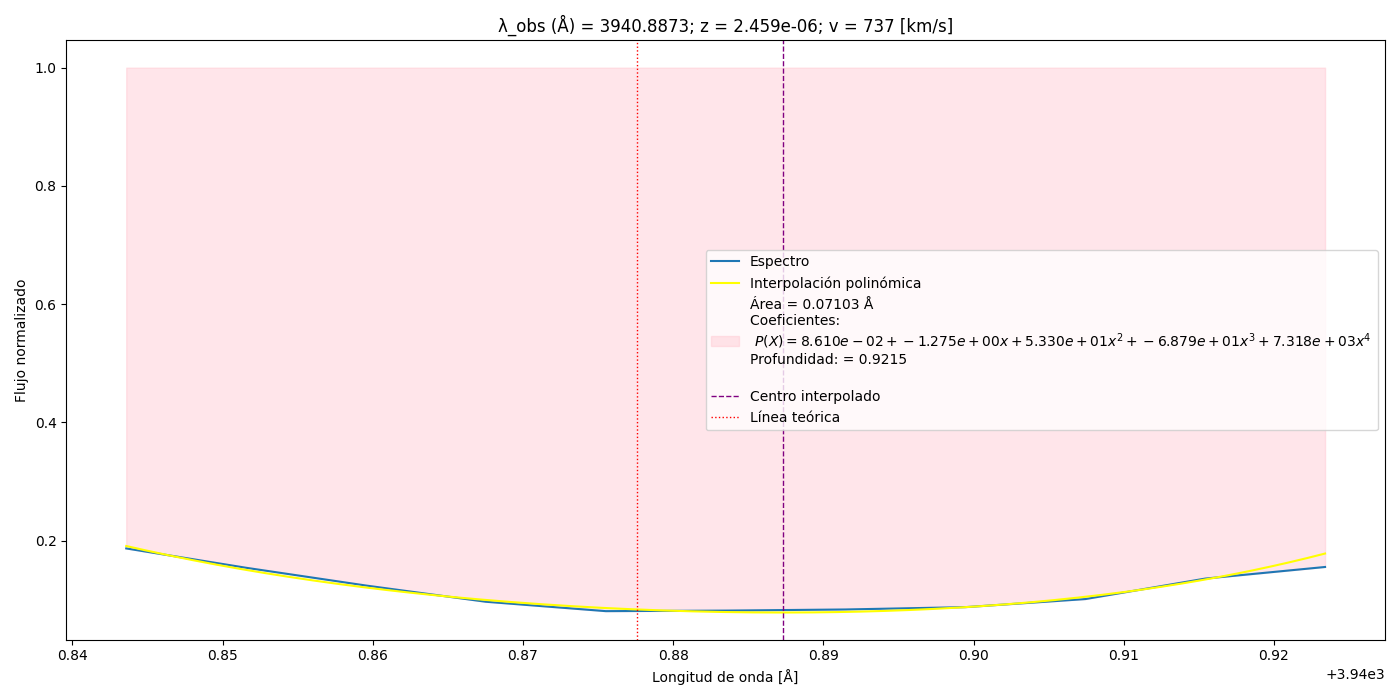 λ_obs (Å) = 3940.8873; z = 2.459e-06; v = 737 [km/s]
Flujo normalizado
1.0
0.8
0.6
0.4
0.2
Espectro
Interpolación polinómica
Área = 0.07103 Å
Coeficientes:
P(X) = 8.610e − 02 + − 1.275e + 00x + 5.330e + 01x² + − 6.879e + 01x³ + 7.318e + 03x⁴
Profundidad: = 0.9215
Centro interpolado
Línea teórica
0.84 0.85 0.86 0.87 0.88 0.89 0.90 0.91 0.92
+3.94e3
Longitud de onda [Å]